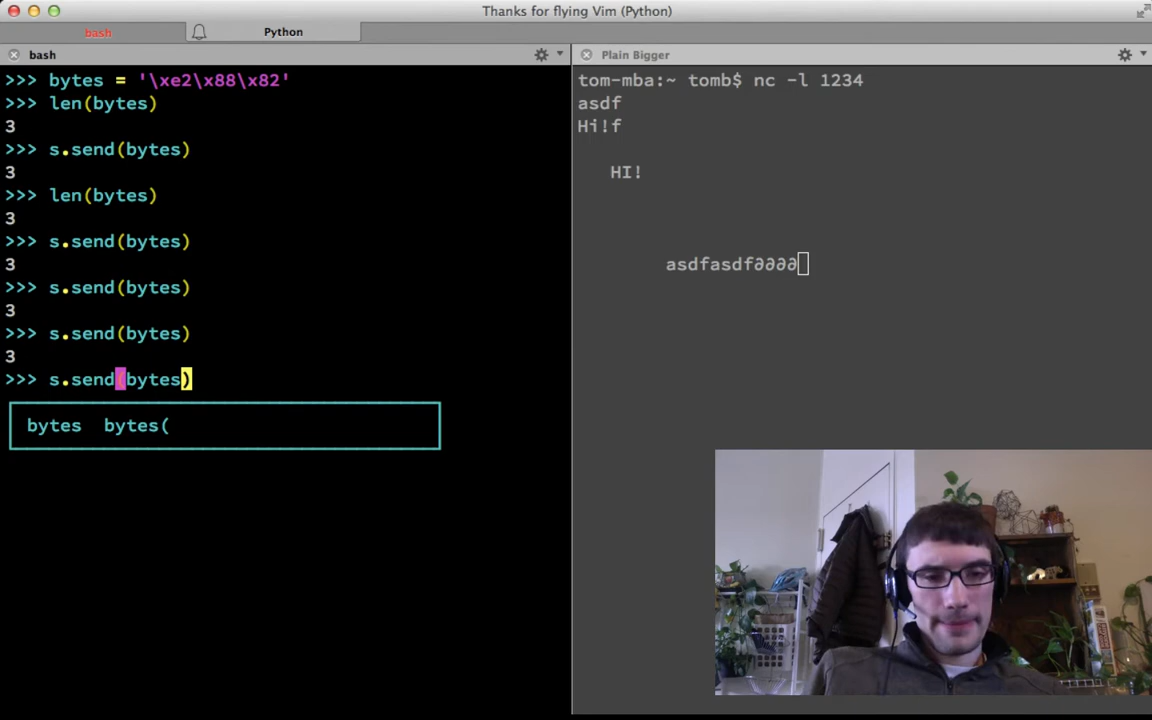 Thanks for flying Vim (Python)
bash
Python
bash
>>> bytes = '\xe2\x88\x82'
>>> len(bytes)
3
>>> s.send(bytes)
3
>>> len(bytes)
3
>>> s.send(bytes)
3
>>> s.send(bytes)
3
>>> s.send(bytes)
3
>>> s.send(bytes)
bytes bytes(
Plain Bigger
tom-mba:~ tomb$ nc -l 1234
asdf
Hi!f
HI!
asdfasdf∂∂∂∂